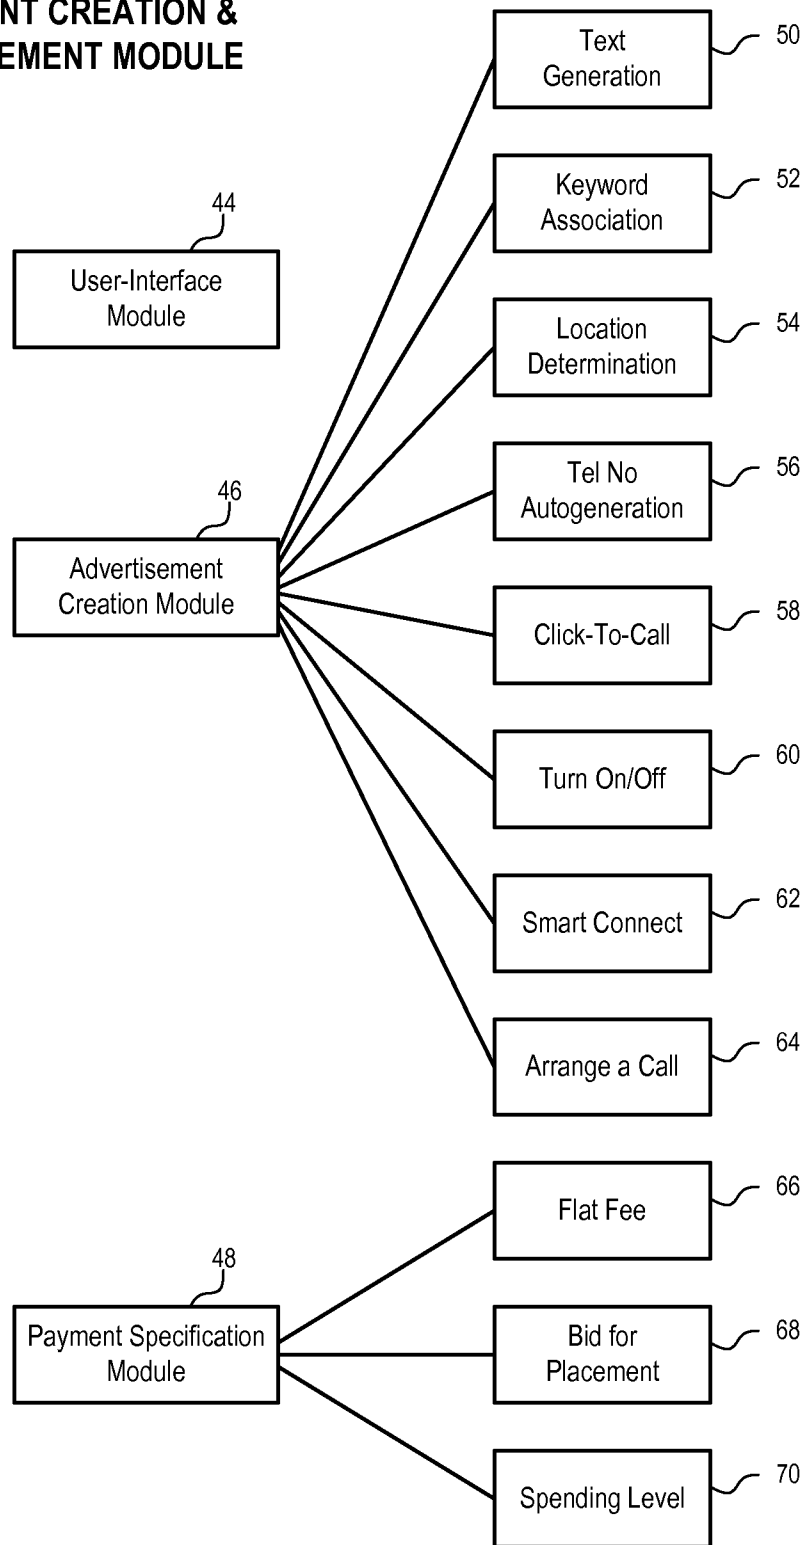 NT CREATION &
EMENT MODULE
44
User-Interface
Module
46
Advertisement
Creation Module
50
Text
Generation
52
Keyword
Association
54
Location
Determination
56
Tel No
Autogeneration
58
Click-To-Call
60
Turn On/Off
62
Smart Connect
64
Arrange a Call
48
Payment Specification
Module
66
Flat Fee
68
Bid for
Placement
70
Spending Level